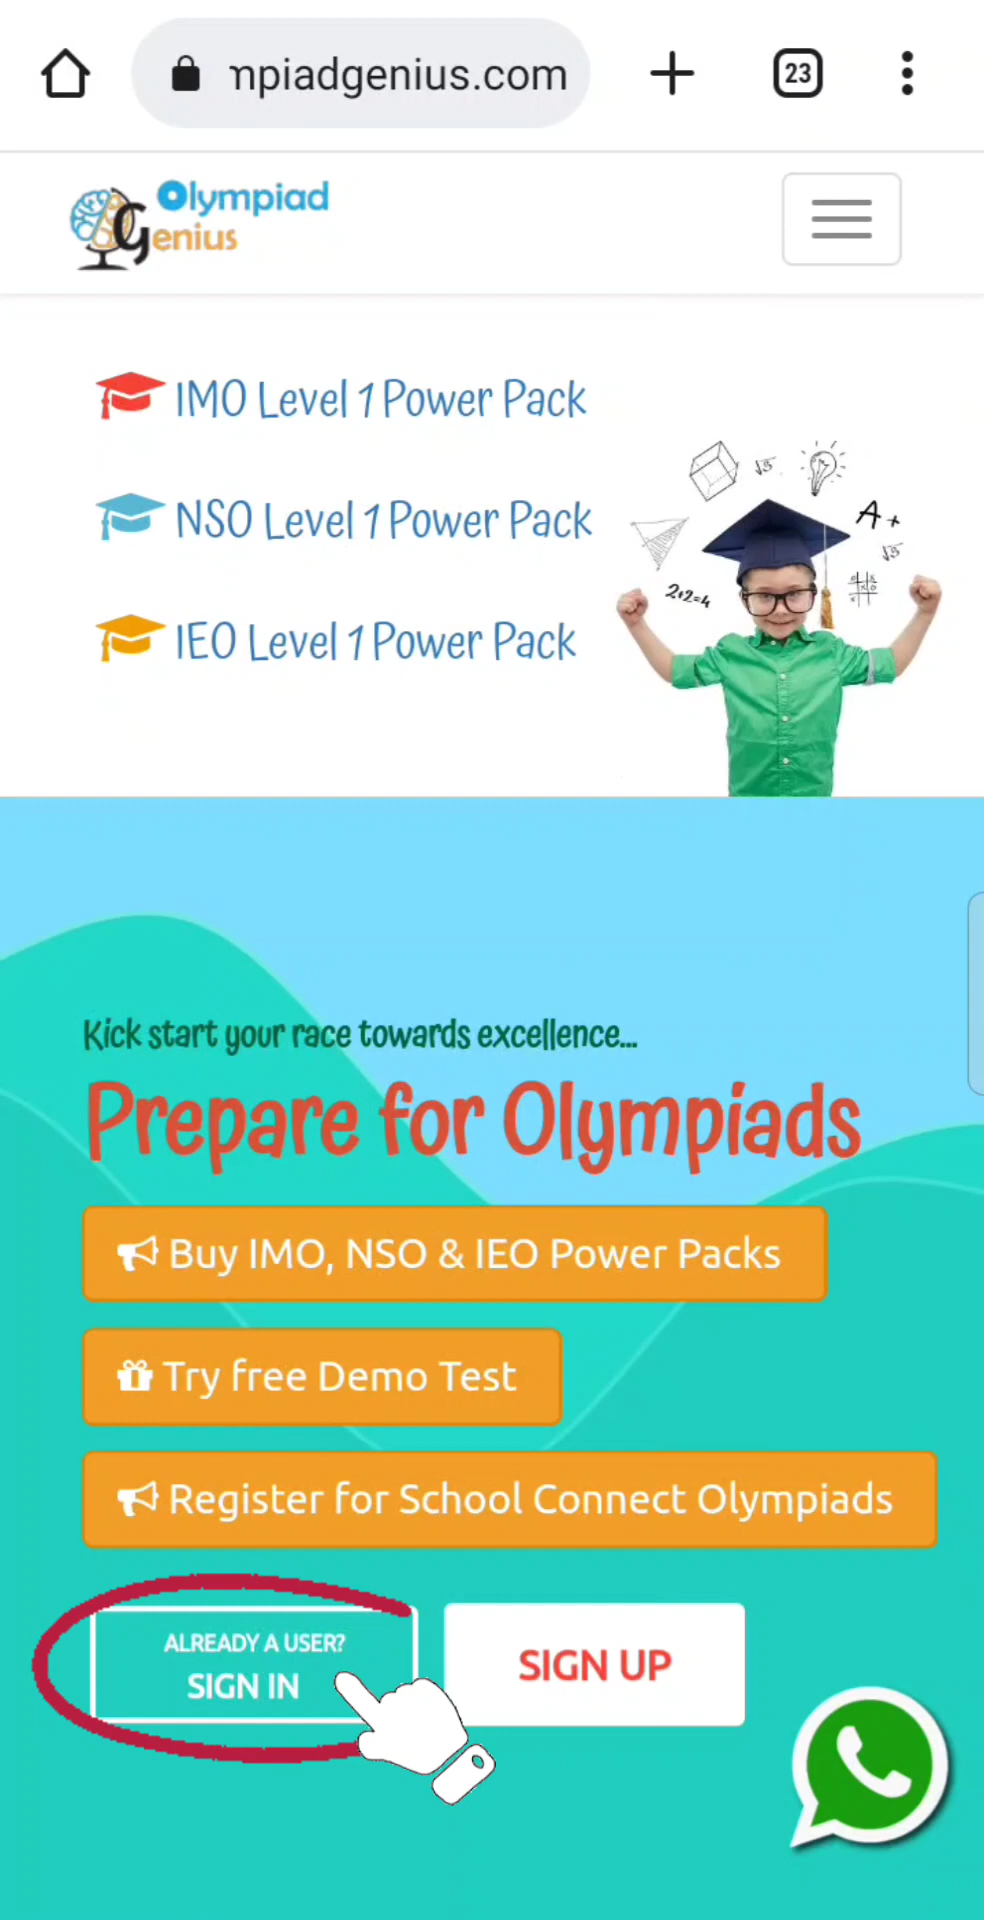 npiadgenius.com
23
Olympiad
Genius
IMO Level 1 Power Pack
NSO Level 1 Power Pack
IEO Level 1 Power Pack
√5
A+
√5
2+2=4
Kick start your race towards excellence...
Prepare for Olympiads
Buy IMO, NSO & IEO Power Packs
Try free Demo Test
Register for School Connect Olympiads
ALREADY A USER?
SIGN IN
SIGN UP